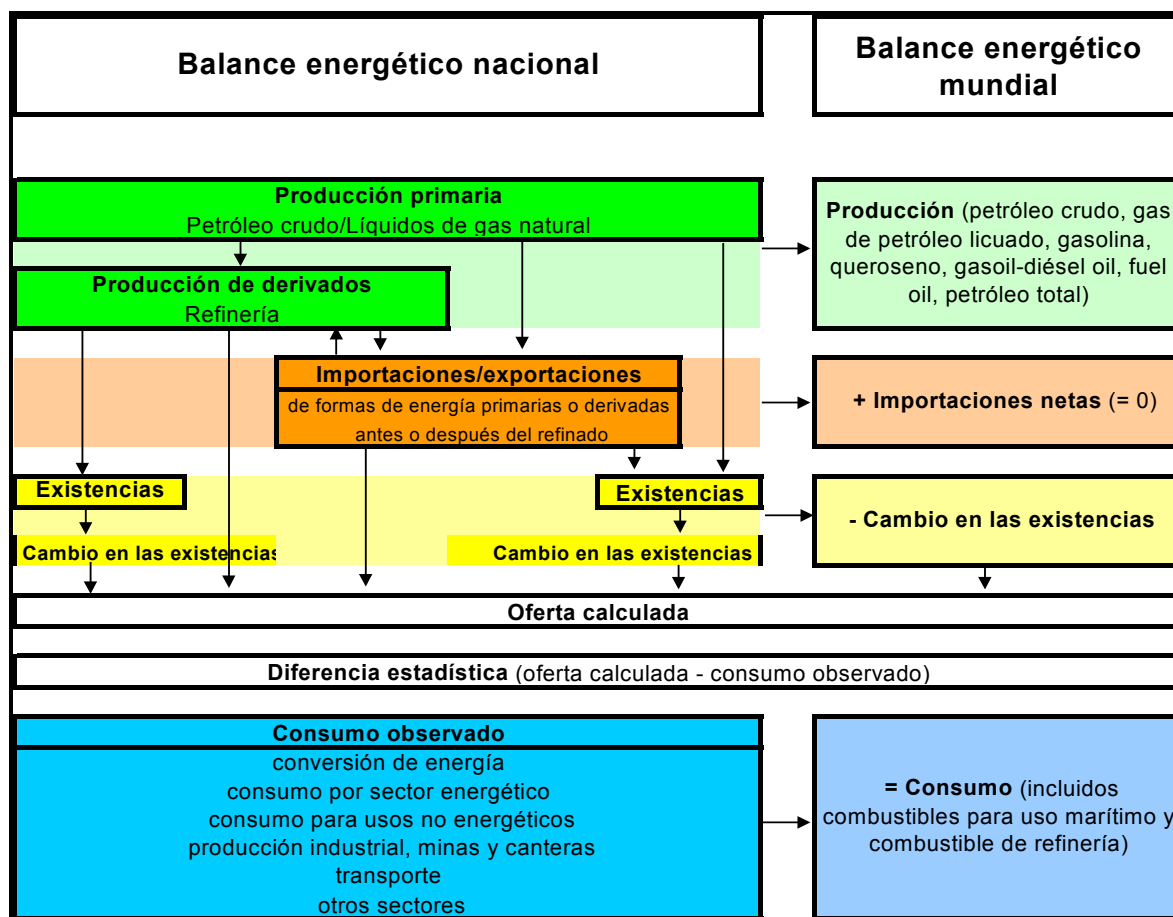 Balance energético nacional
Balance energético
mundial
Producción primaria
Petróleo crudo/Líquidos de gas natural
Producción (petróleo crudo, gas
de petróleo licuado, gasolina,
queroseno, gasoil-diésel oil, fuel
oil, petróleo total)
Producción de derivados
Refinería
Importaciones/exportaciones
de formas de energía primarias o derivadas
antes o después del refinado
+ Importaciones netas (= 0)
Existencias
Existencias
- Cambio en las existencias
Cambio en las existencias
Cambio en las existencias
Oferta calculada
Diferencia estadística (oferta calculada - consumo observado)
Consumo observado
conversión de energía
consumo por sector energético
consumo para usos no energéticos
producción industrial, minas y canteras
transporte
otros sectores
= Consumo (incluidos
combustibles para uso marítimo y
combustible de refinería)